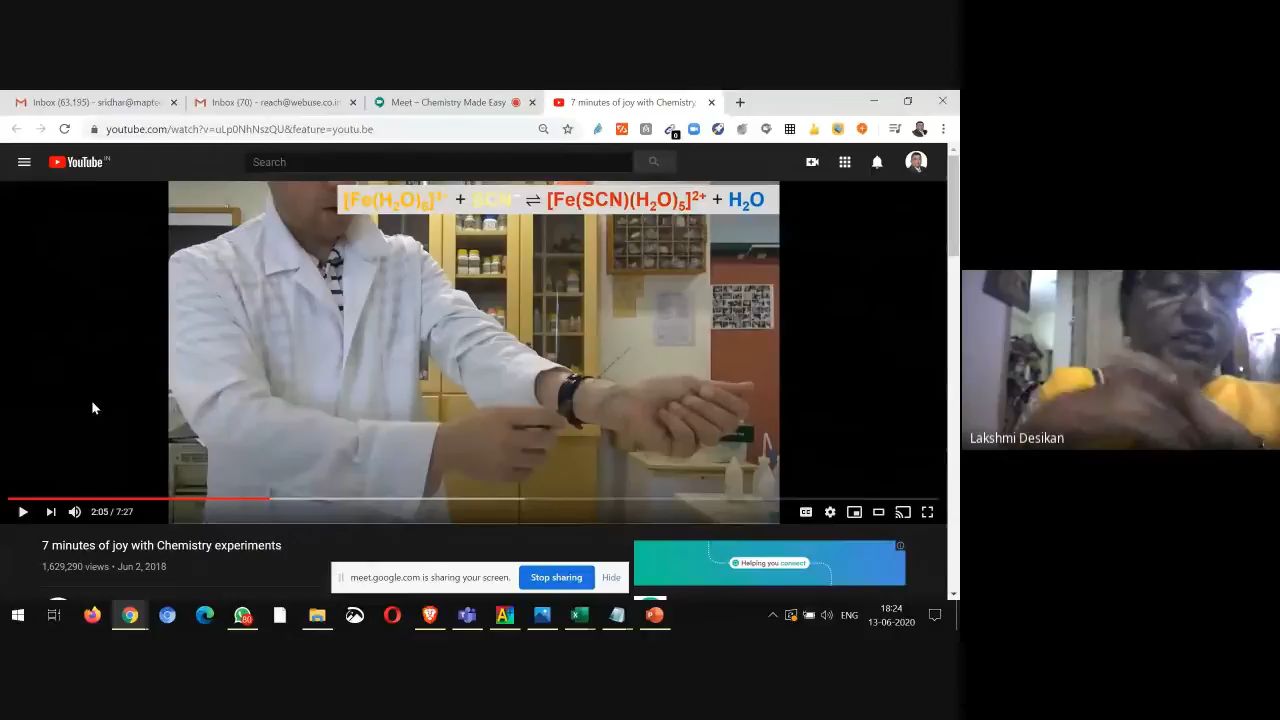 Inbox (63,195) - sridhar@mapte
Inbox (70) - reach@webuse.co.in
Meet – Chemistry Made Easy
7 minutes of joy with Chemistry
youtube.com/watch?v=uLp0NhNszQU&feature=youtu.be
0
YouTube IN
Search
[Fe(H₂O)₆]³⁺ + SCN⁻ ⇌ [Fe(SCN)(H₂O)₅]²⁺ + H₂O
Lakshmi Desikan
2:05 / 7:27
CC
7 minutes of joy with Chemistry experiments
1,629,290 views • Jun 2, 2018
Helping you connect
meet.google.com is sharing your screen.
Stop sharing
Hide
80
ENG
18:24
13-06-2020